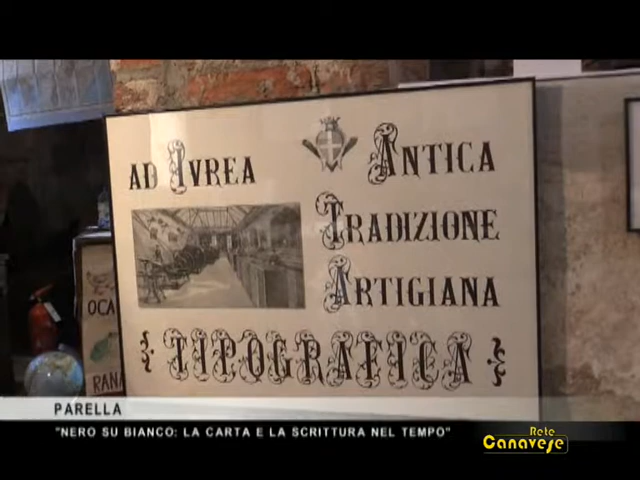 AD IVREA
ANTICA
TRADIZIONE
ARTIGIANA
TIPOGRAFICA
OCA
RANA
PARELLA
"NERO SU BIANCO: LA CARTA E LA SCRITTURA NEL TEMPO"
Rete
Canavese